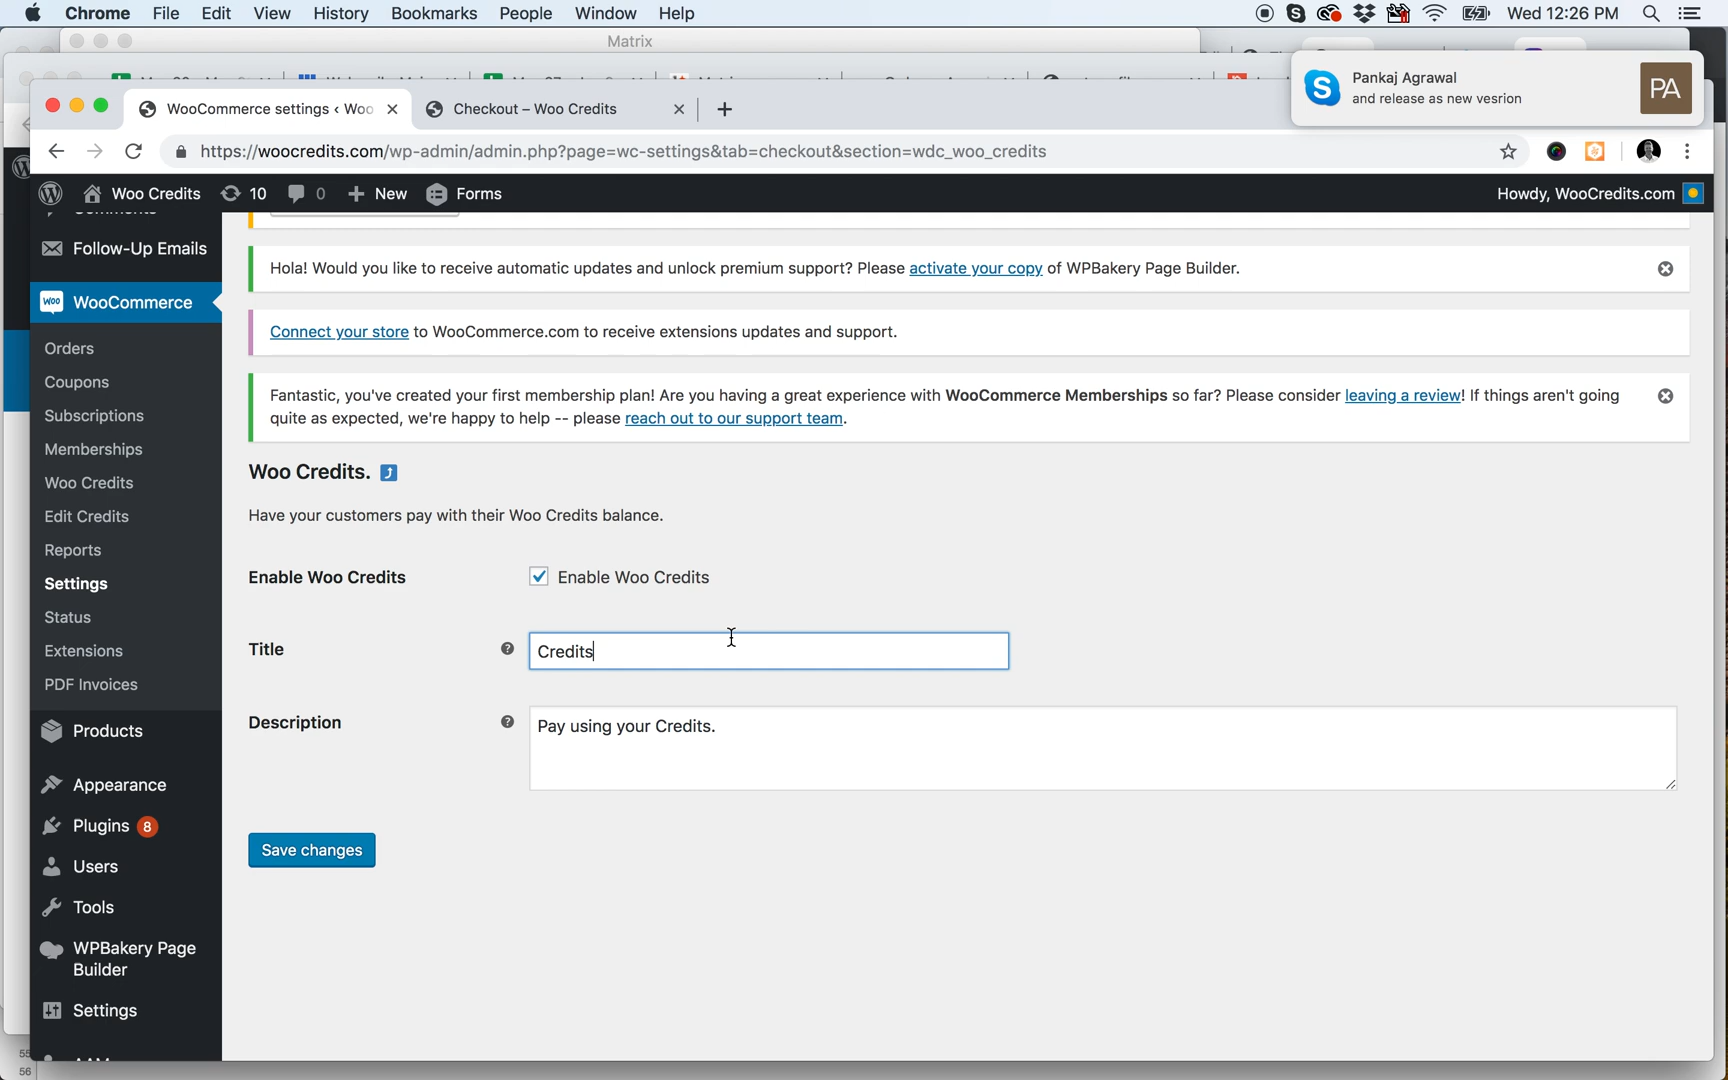 Chrome File Edit View History Bookmarks People Window Help Wed 12:26 PM
Matrix
Pankaj Agrawal
and release as new vesrion
PA
WooCommerce settings ‹ Woo
Checkout – Woo Credits
https://woocredits.com/wp-admin/admin.php?page=wc-settings&tab=checkout&section=wdc_woo_credits
Woo Credits 10 0 New Forms Howdy, WooCredits.com
Follow-Up Emails
WooCommerce
Orders
Coupons
Subscriptions
Memberships
Woo Credits
Edit Credits
Reports
Settings
Status
Extensions
PDF Invoices
Products
Appearance
Plugins 8
Users
Tools
WPBakery Page
Builder
Settings
55
56
Hola! Would you like to receive automatic updates and unlock premium support? Please activate your copy of WPBakery Page Builder.
Connect your store to WooCommerce.com to receive extensions updates and support.
Fantastic, you've created your first membership plan! Are you having a great experience with WooCommerce Memberships so far? Please consider leaving a review! If things aren't going
quite as expected, we're happy to help -- please reach out to our support team.
Woo Credits.
Have your customers pay with their Woo Credits balance.
Enable Woo Credits
Enable Woo Credits
Title
Credits
Description
Pay using your Credits.
Save changes